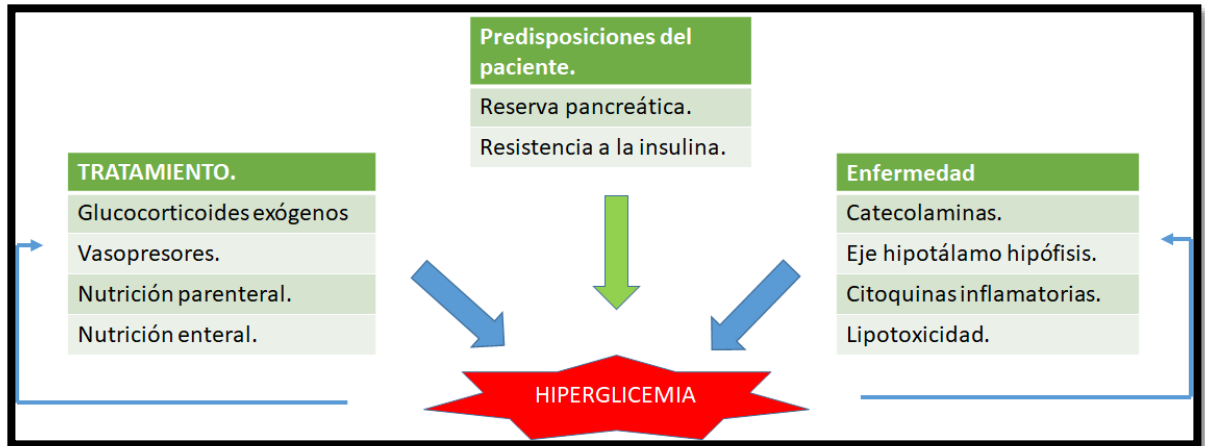 Predisposiciones del
paciente.
Reserva pancreática.
Resistencia a la insulina.
TRATAMIENTO.
Glucocorticoides exógenos
Vasopresores.
Nutrición parenteral.
Nutrición enteral.
Enfermedad
Catecolaminas.
Eje hipotálamo hipófisis.
Citoquinas inflamatorias.
Lipotoxicidad.
HIPERGLICEMIA